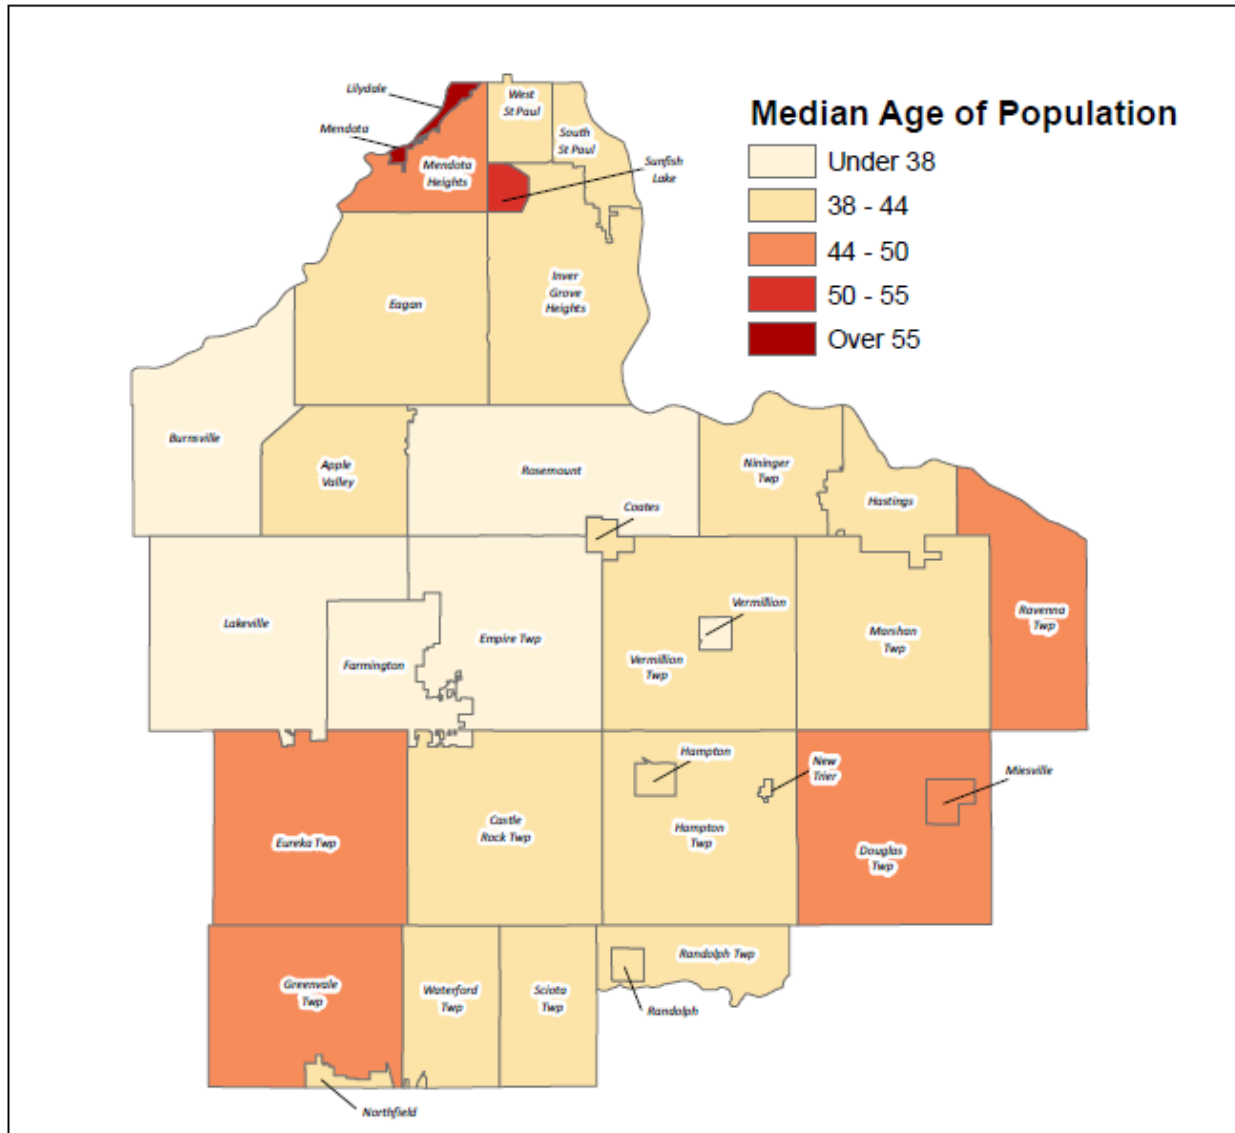 Median Age of Population
Under 38
38 - 44
44 - 50
50 - 55
Over 55
Lilydale
Mendota
West
St Paul
South
St Paul
Sunfish
Lake
Mendota
Heights
Eagan
Inver
Grove
Heights
Burnsville
Apple
Valley
Rosemount
Nininger
Twp
Hastings
Coates
Lakeville
Farmington
Empire Twp
Vermillion
Vermillion
Twp
Marshan
Twp
Ravenna
Twp
Hampton
New
Trier
Miesville
Eureka Twp
Castle
Rock Twp
Hampton
Twp
Douglas
Twp
Greenvale
Twp
Waterford
Twp
Sciota
Twp
Randolph Twp
Randolph
Northfield